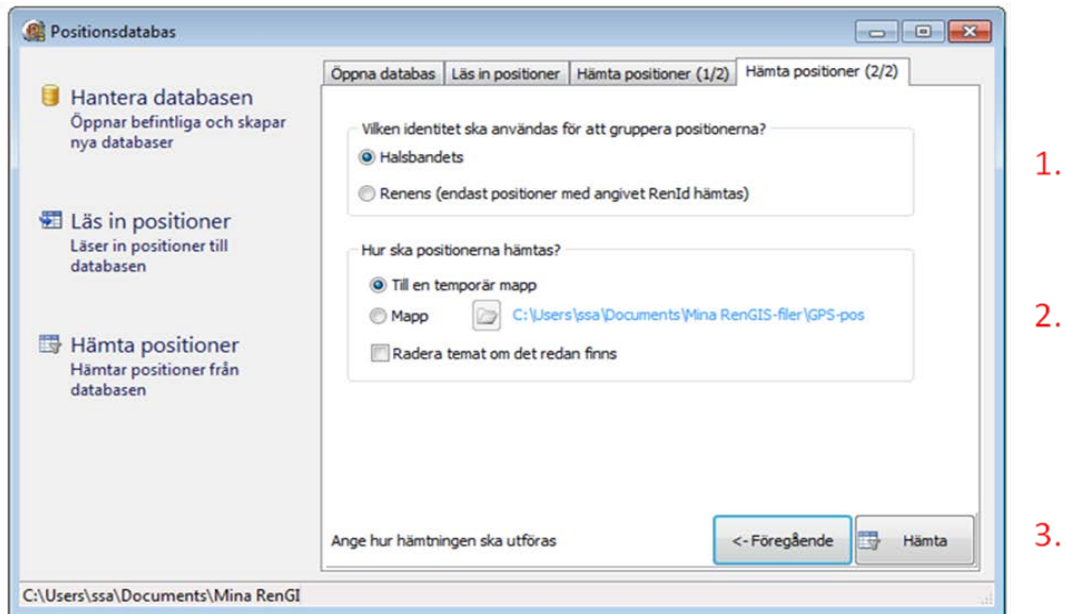 Positionsdatabas
Hantera databasen
Öppnar befintliga och skapar
nya databaser
Läs in positioner
Läser in positioner till
databasen
Hämta positioner
Hämtar positioner från
databasen
Öppna databas
Läs in positioner
Hämta positioner (1/2)
Hämta positioner (2/2)
Vilken identitet ska användas för att gruppera positionerna?
Halsbandets
Renens (endast positioner med angivet RenId hämtas)
1.
Hur ska positionerna hämtas?
Till en temporär mapp
Mapp
C:\Users\ssa\Documents\Mina RenGIS-filer\GPS-pos
Radera temat om det redan finns
2.
Ange hur hämtningen ska utföras
<- Föregående
Hämta
3.
C:\Users\ssa\Documents\Mina RenGI